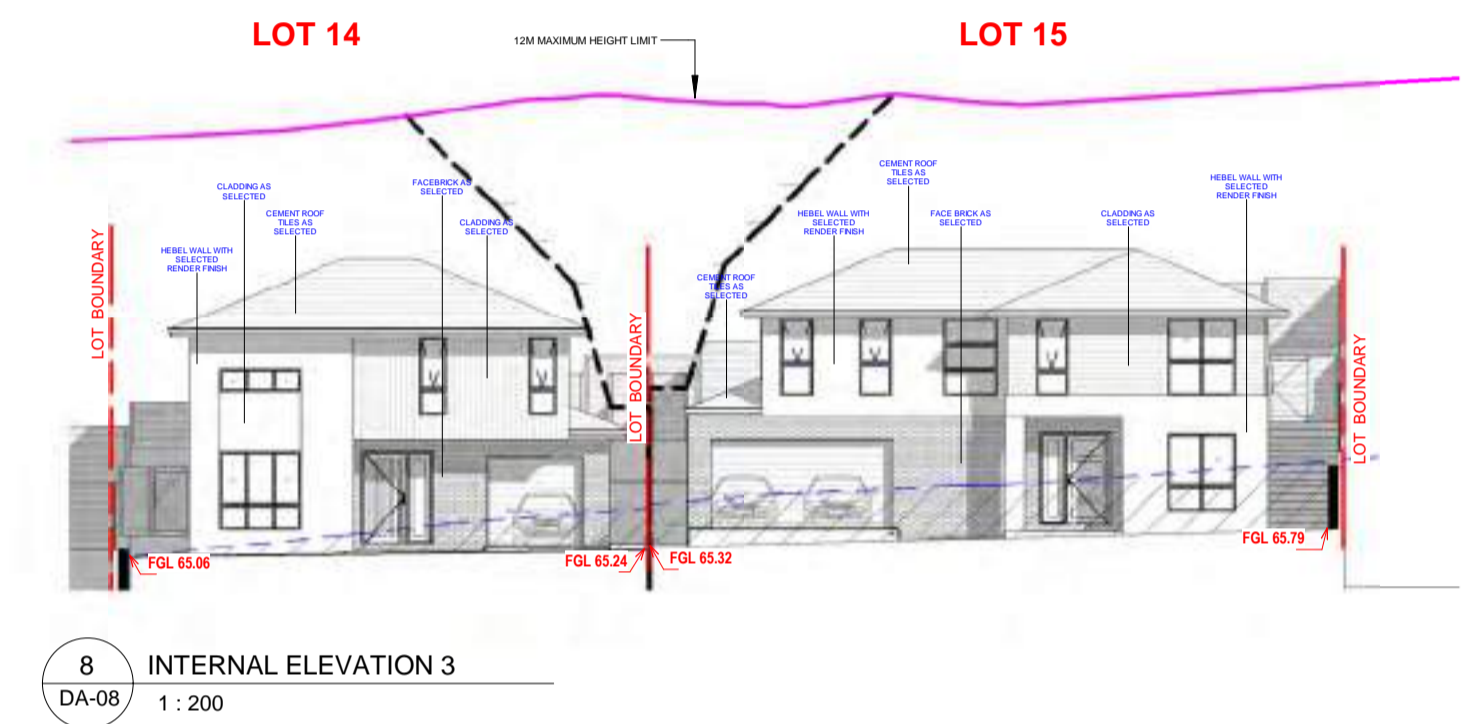 LOT 14
12M MAXIMUM HEIGHT LIMIT
LOT 15
CLADDING AS
SELECTED
CEMENT ROOF
TILES AS
SELECTED
HEBEL WALL WITH
SELECTED
RENDER FINISH
FACEBRICK AS
SELECTED
CLADDING AS
SELECTED
CEMENT ROOF
TILES AS
SELECTED
CEMENT ROOF
TILES AS
SELECTED
HEBEL WALL WITH
SELECTED
RENDER FINISH
FACE BRICK AS
SELECTED
CLADDING AS
SELECTED
HEBEL WALL WITH
SELECTED
RENDER FINISH
LOT BOUNDARY
LOT BOUNDARY
LOT BOUNDARY
FGL 65.06
FGL 65.24
FGL 65.32
FGL 65.79
8
DA-08
INTERNAL ELEVATION 3
1 : 200